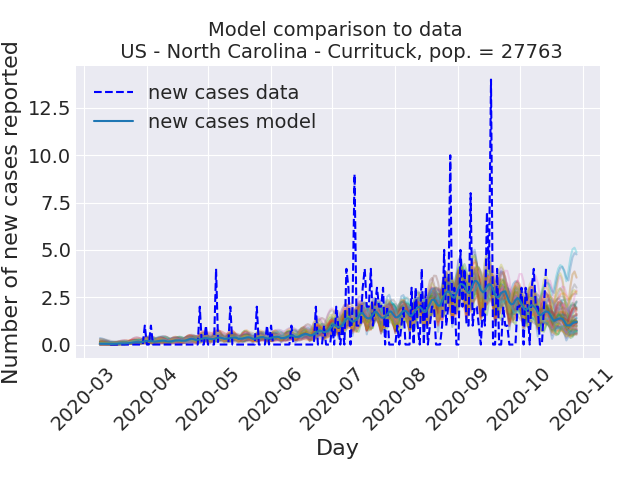 Model comparison to data
US - North Carolina - Currituck, pop. = 27763
Number of new cases reported
12.5
10.0
7.5
5.0
2.5
0.0
new cases data
new cases model
2020-03
2020-04
2020-05
2020-06
2020-07
2020-08
2020-09
2020-10
2020-11
Day